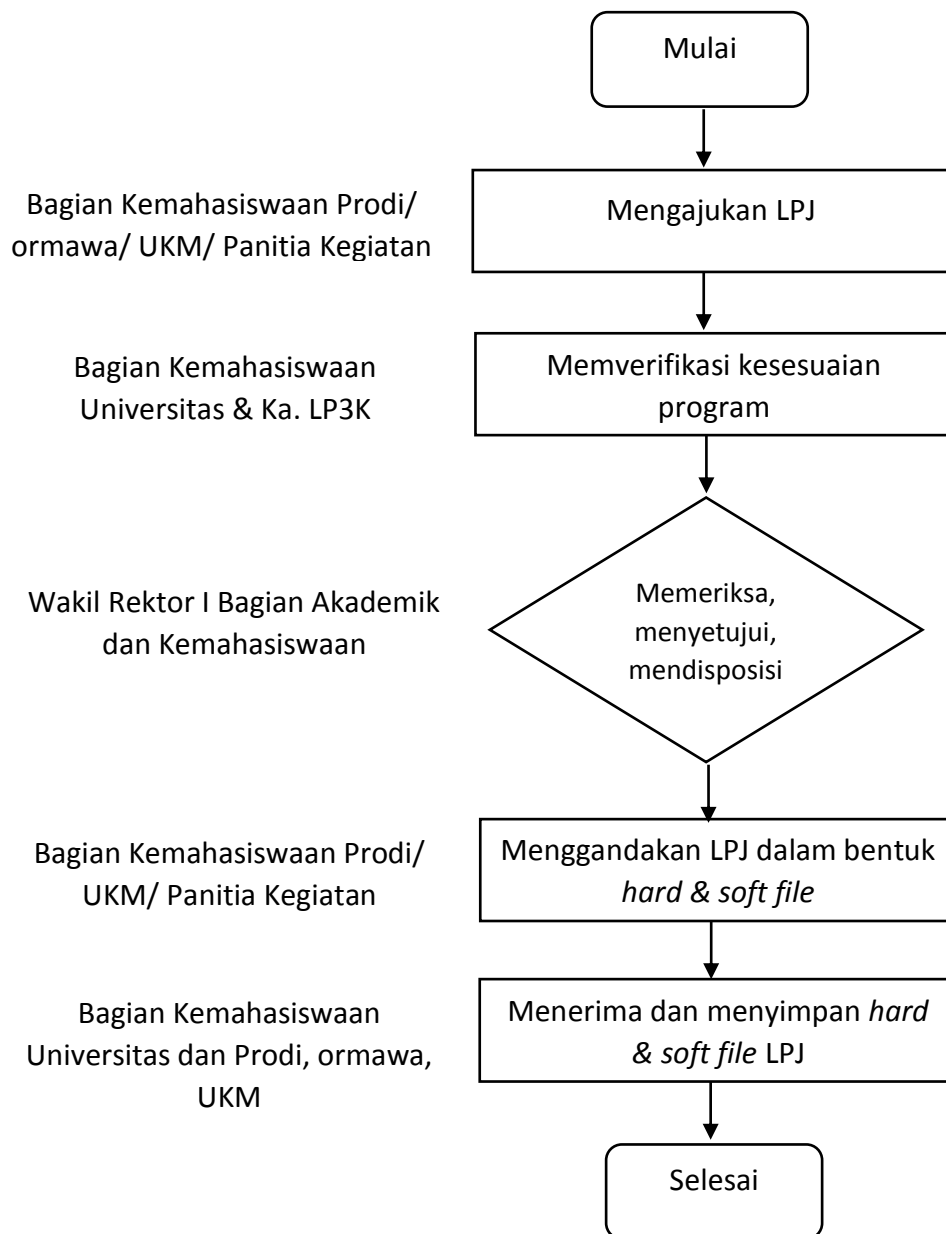 Mulai
Bagian Kemahasiswaan Prodi/
ormawa/ UKM/ Panitia Kegiatan
Mengajukan LPJ
Bagian Kemahasiswaan
Universitas & Ka. LP3K
Memverifikasi kesesuaian
program
Wakil Rektor I Bagian Akademik
dan Kemahasiswaan
Memeriksa,
menyetujui,
mendisposisi
Bagian Kemahasiswaan Prodi/
UKM/ Panitia Kegiatan
Menggandakan LPJ dalam bentuk
hard & soft file
Bagian Kemahasiswaan
Universitas dan Prodi, ormawa,
UKM
Menerima dan menyimpan hard
& soft file LPJ
Selesai